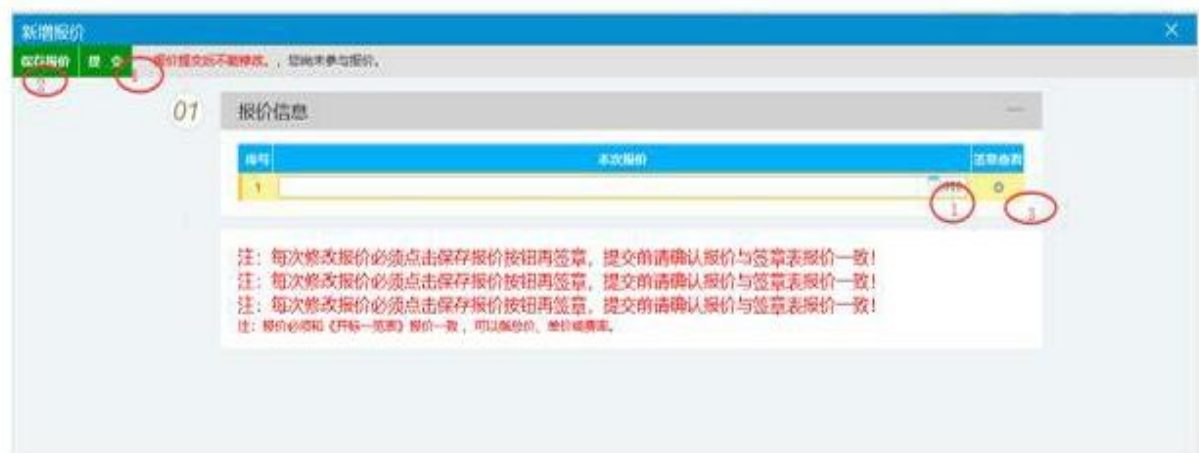 新增报价
保存报价 提 交 报价提交后不能修改。，您尚未参与报价。
01 报价信息
序号 本次报价 签章查看
1
1
2
3
注：每次修改报价必须点击保存报价按钮再签章，提交前请确认报价与签章表报价一致！
注：每次修改报价必须点击保存报价按钮再签章，提交前请确认报价与签章表报价一致！
注：每次修改报价必须点击保存报价按钮再签章，提交前请确认报价与签章表报价一致！
注：报价必须和《开标一览表》报价一致，可以做总价、单价或费率。